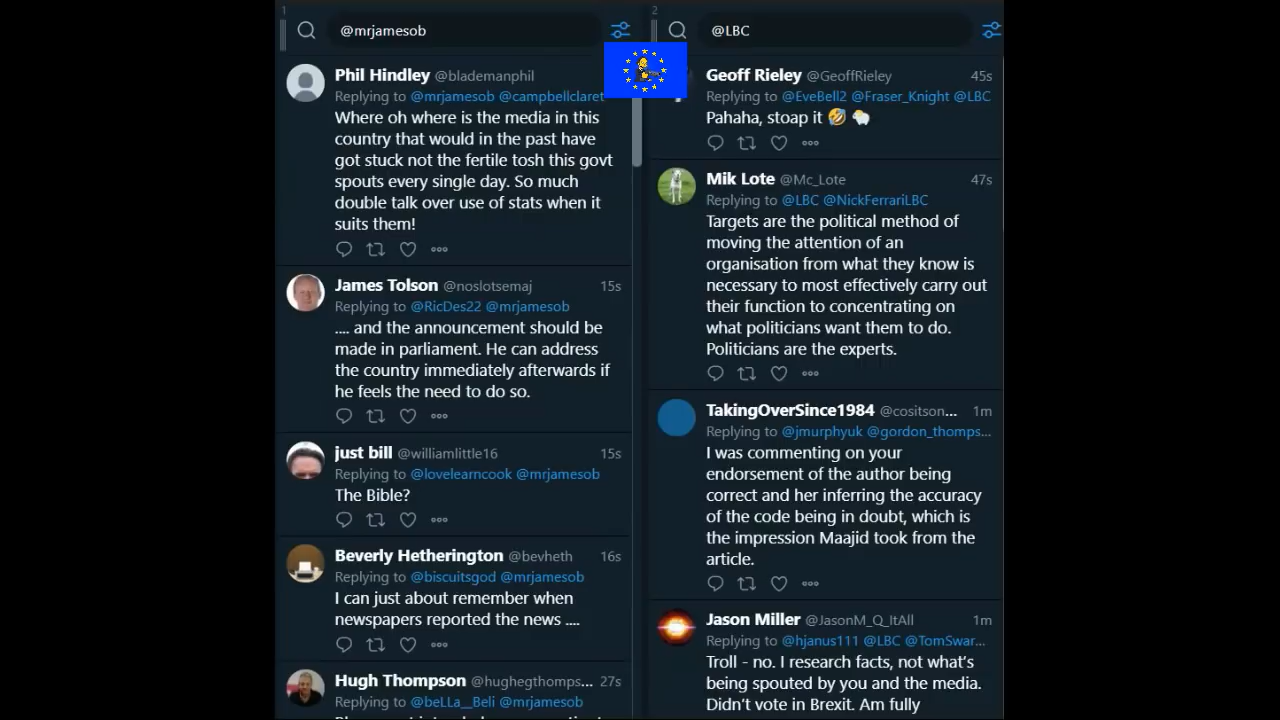 1
@mrjamesob
Phil Hindley @blademanphil
Replying to @mrjamesob @campbellclaret
Where oh where is the media in this
country that would in the past have
got stuck not the fertile tosh this govt
spouts every single day. So much
double talk over use of stats when it
suits them!
James Tolson @noslotsemaj 15s
Replying to @RicDes22 @mrjamesob
.... and the announcement should be
made in parliament. He can address
the country immediately afterwards if
he feels the need to do so.
just bill @williamlittle16 15s
Replying to @lovelearncook @mrjamesob
The Bible?
Beverly Hetherington @bevheth 16s
Replying to @biscuitsgod @mrjamesob
I can just about remember when
newspapers reported the news ....
Hugh Thompson @hughegthomps... 27s
Replying to @beLLa__Beli @mrjamesob
2
@LBC
Geoff Rieley @GeoffRieley 45s
Replying to @EveBell2 @Fraser_Knight @LBC
Pahaha, stoap it 🤣 🐑
Mik Lote @Mc_Lote 47s
Replying to @LBC @NickFerrariLBC
Targets are the political method of
moving the attention of an
organisation from what they know is
necessary to most effectively carry out
their function to concentrating on
what politicians want them to do.
Politicians are the experts.
TakingOverSince1984 @cositson... 1m
Replying to @jmurphyuk @gordon_thomps...
I was commenting on your
endorsement of the author being
correct and her inferring the accuracy
of the code being in doubt, which is
the impression Maajid took from the
article.
Jason Miller @JasonM_Q_ItAll 1m
Replying to @hjanus111 @LBC @TomSwar...
Troll - no. I research facts, not what's
being spouted by you and the media.
Didn't vote in Brexit. Am fully